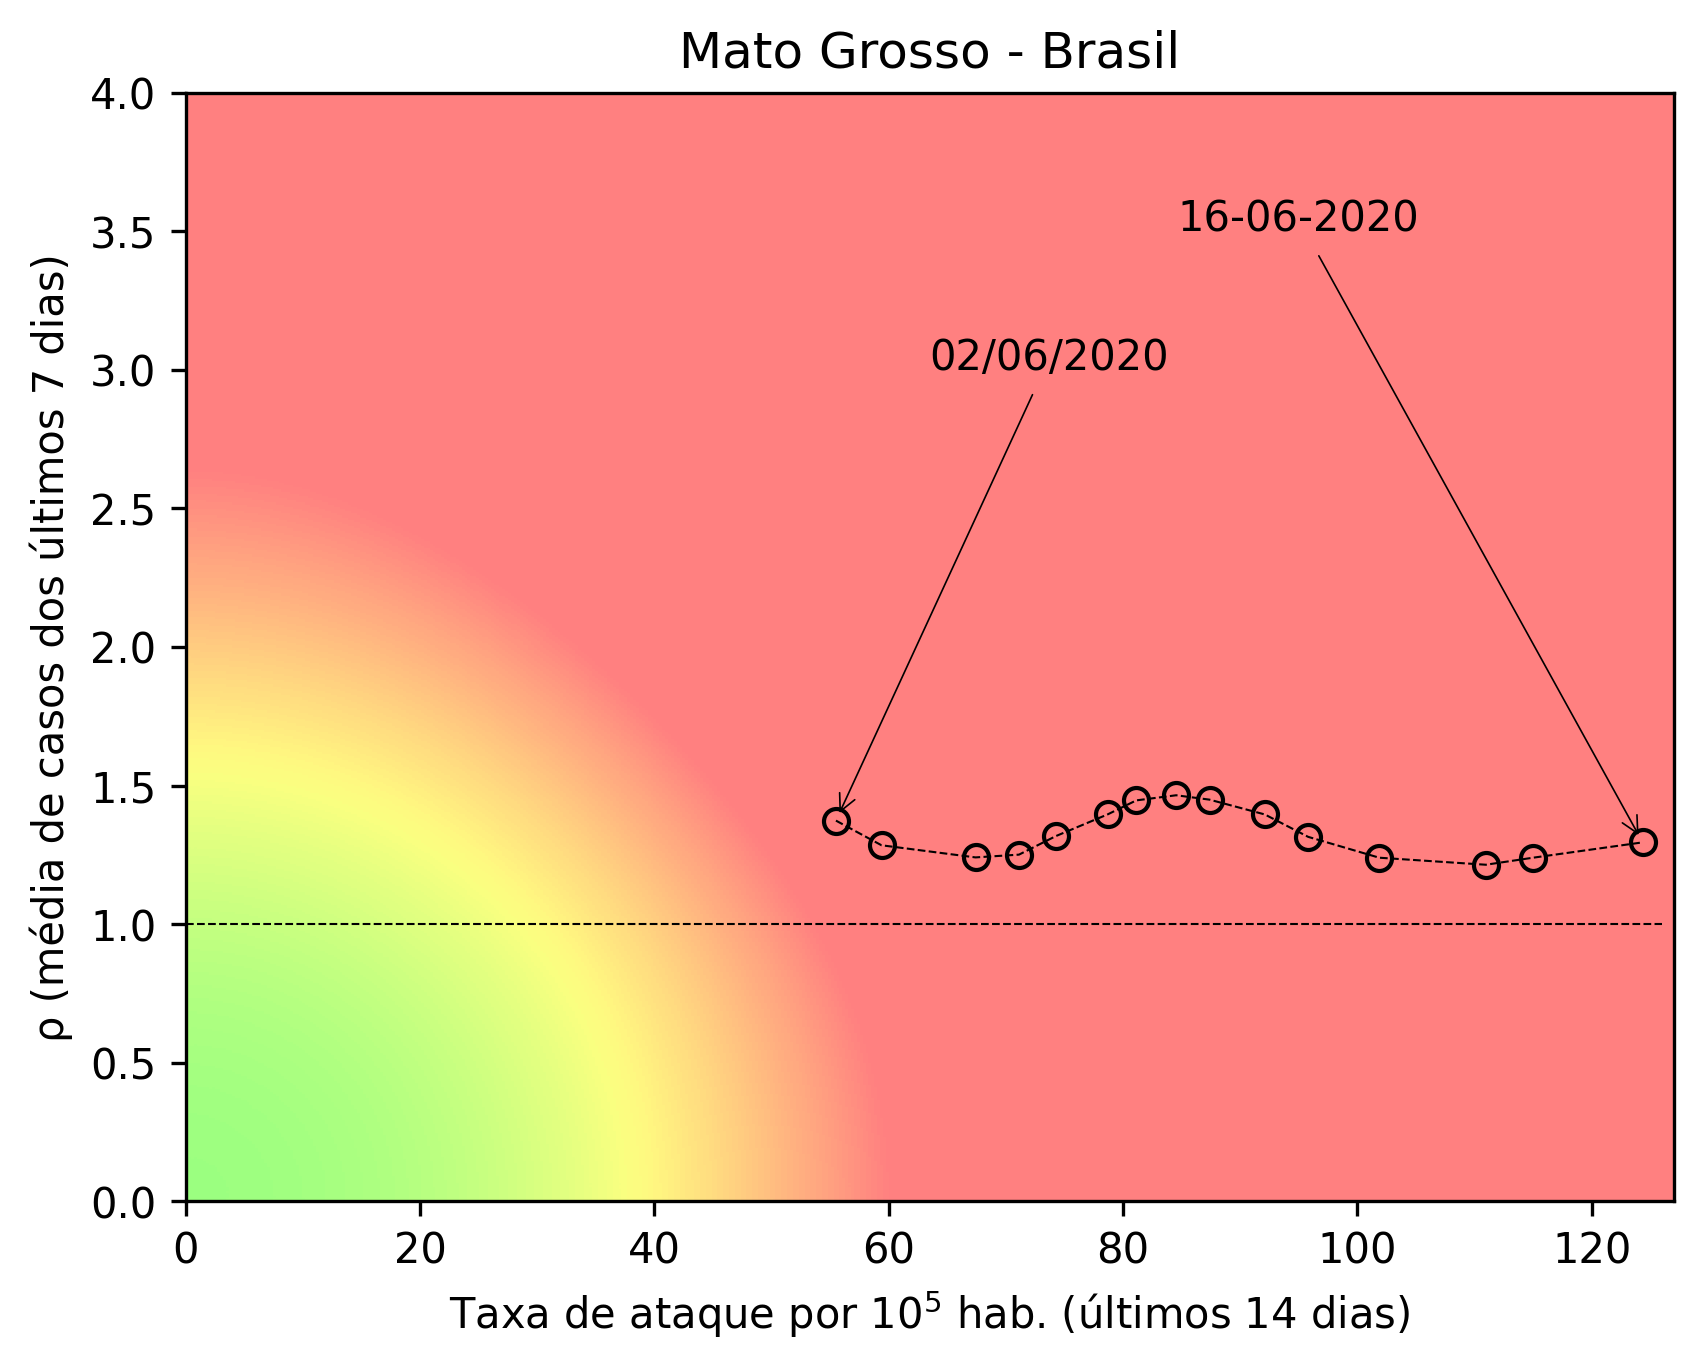 Mato Grosso - Brasil
4.0
3.5
3.0
2.5
2.0
1.5
1.0
0.5
0.0
ρ (média de casos dos últimos 7 dias)
16-06-2020
02/06/2020
0 20 40 60 80 100 120
Taxa de ataque por 10⁵ hab. (últimos 14 dias)